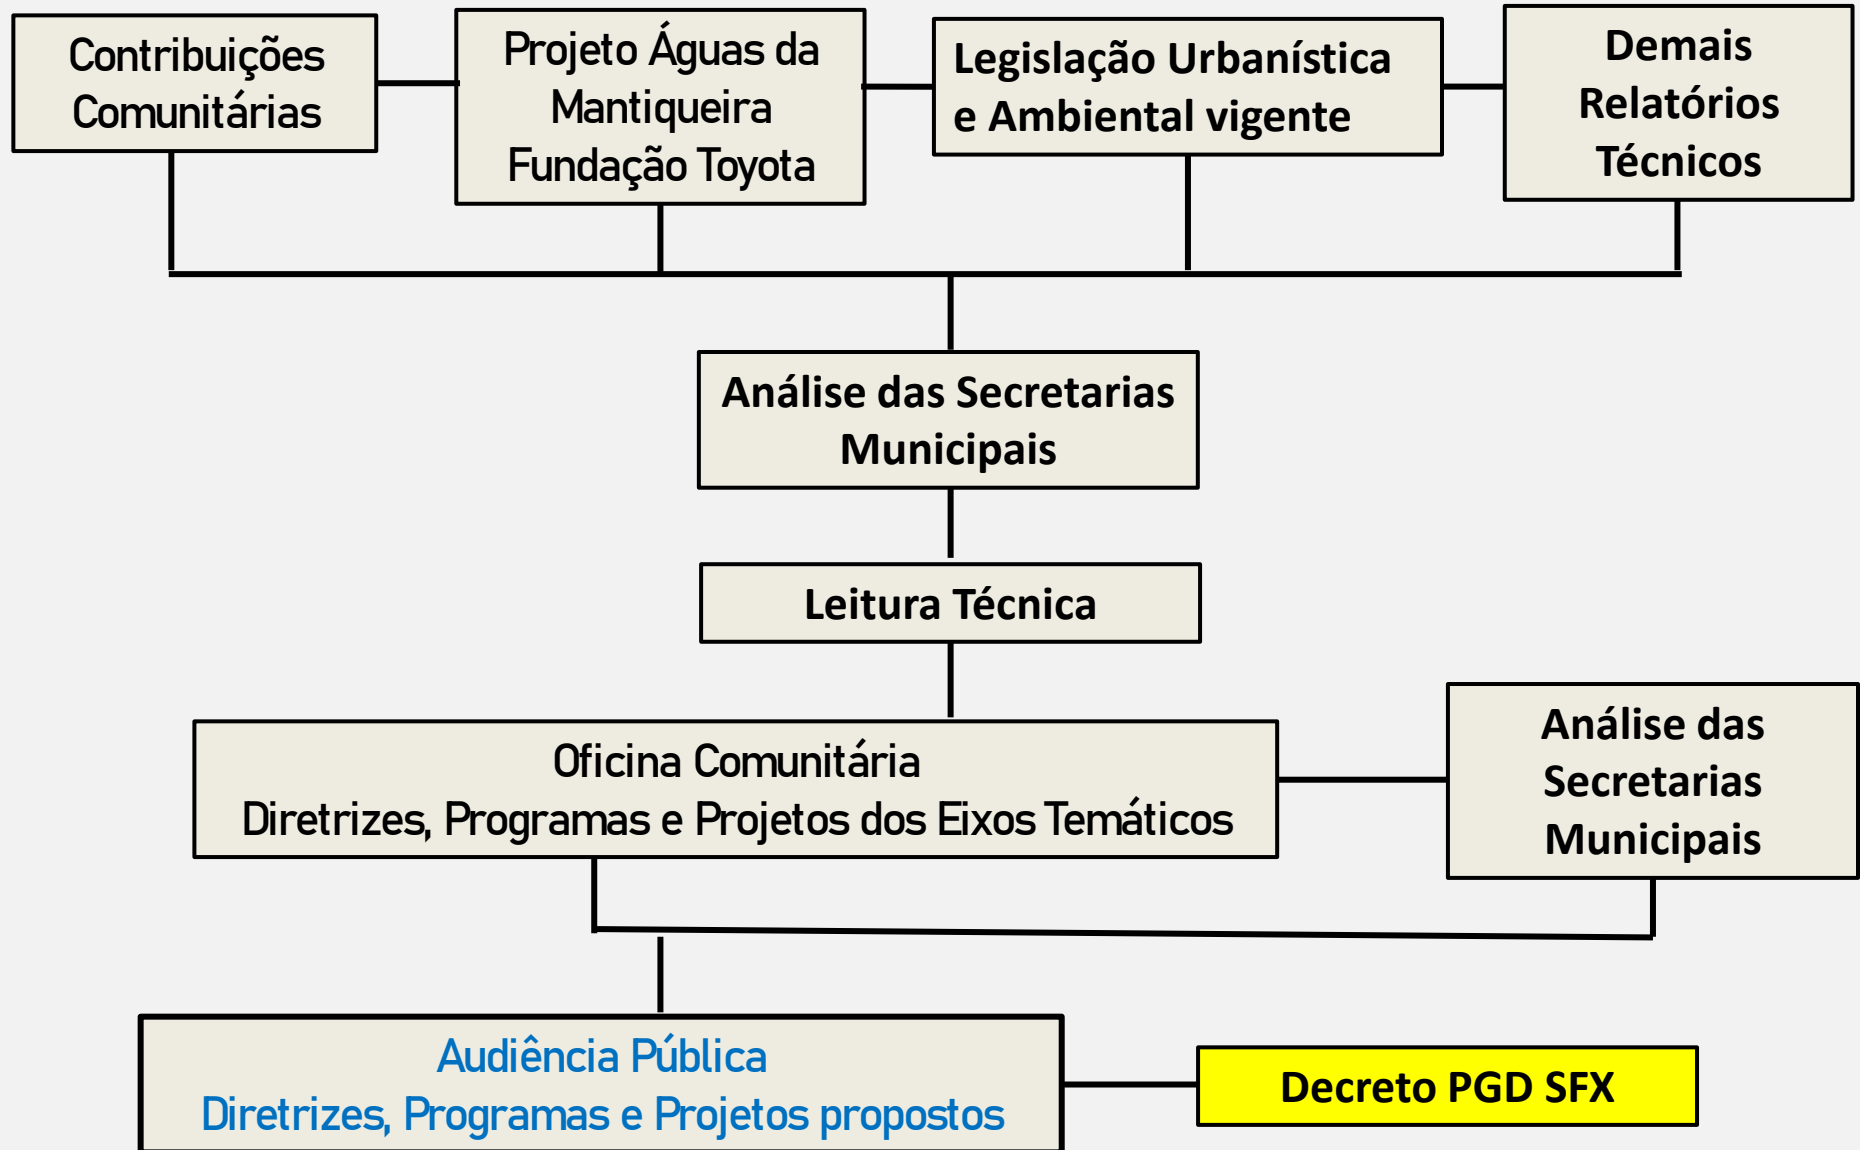 Contribuições
Comunitárias
Projeto Águas da
Mantiqueira
Fundação Toyota
Legislação Urbanística
e Ambiental vigente
Demais
Relatórios
Técnicos
Análise das Secretarias
Municipais
Leitura Técnica
Oficina Comunitária
Diretrizes, Programas e Projetos dos Eixos Temáticos
Análise das
Secretarias
Municipais
Audiência Pública
Diretrizes, Programas e Projetos propostos
Decreto PGD SFX